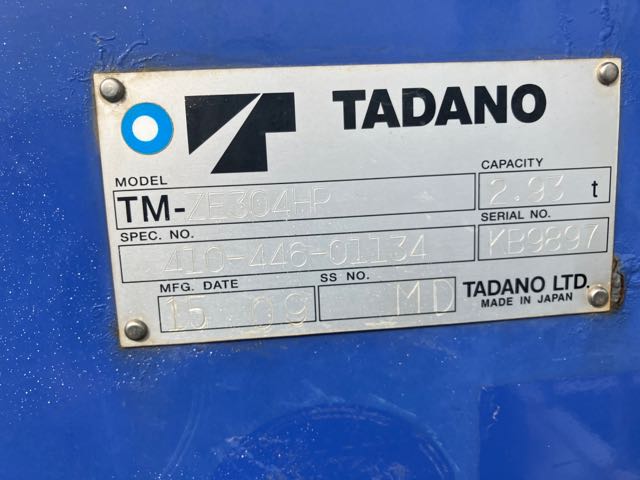 TADANO
MODEL
TM-ZE304HP
CAPACITY
2.93 t
SPEC. NO.
410-446-01134
SERIAL NO.
KB9897
MFG. DATE
15 09
SS NO.
MD
TADANO LTD.
MADE IN JAPAN